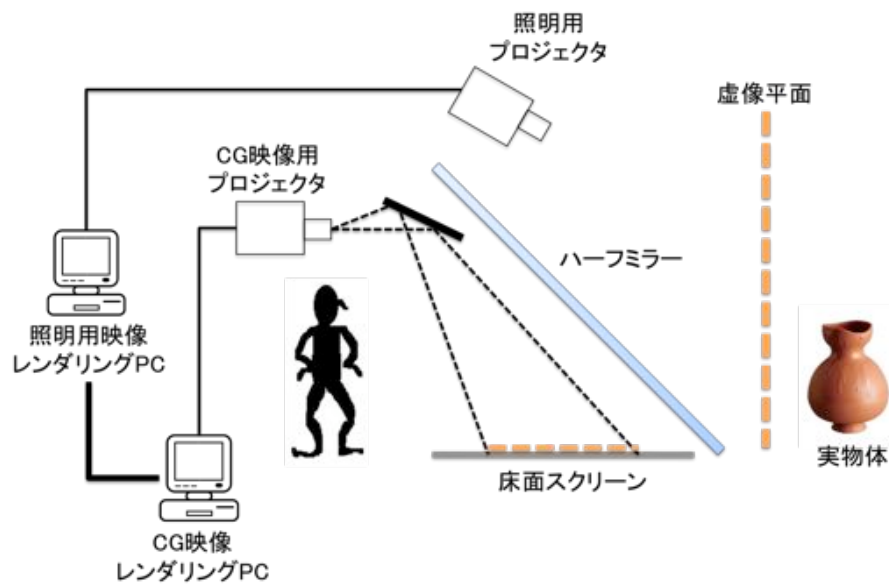 照明用
プロジェクタ
虚像平面
CG映像用
プロジェクタ
ハーフミラー
照明用映像
レンダリングPC
実物体
床面スクリーン
CG映像
レンダリングPC